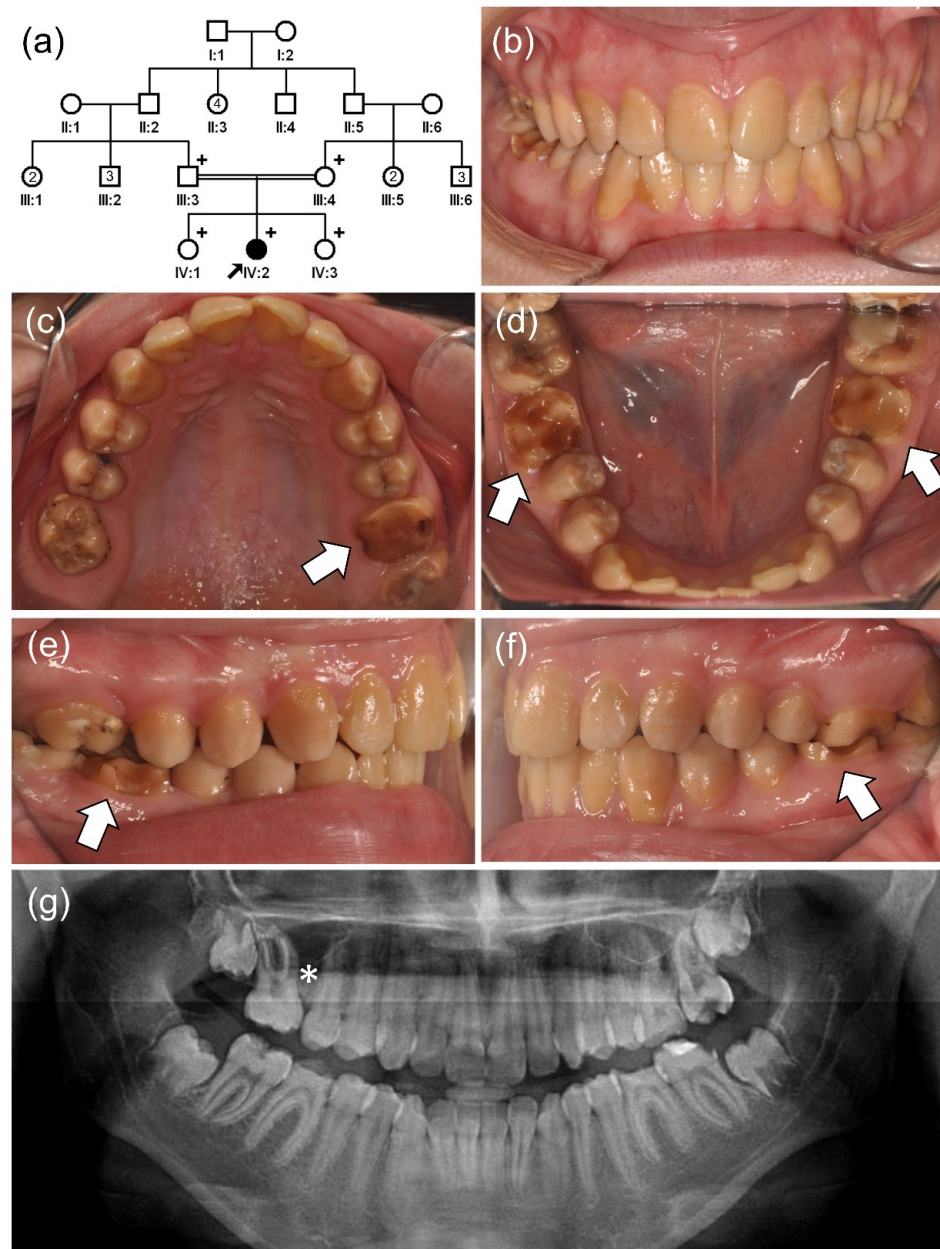 (a)
I:1 I:2
4
II:1 II:2 II:3 II:4 II:5 II:6
+ +
2 3 2 3
III:1 III:2 III:3 III:4 III:5 III:6
+ + +
IV:1 IV:2 IV:3
(b)
(c)
(d)
(e)
(f)
(g)
*